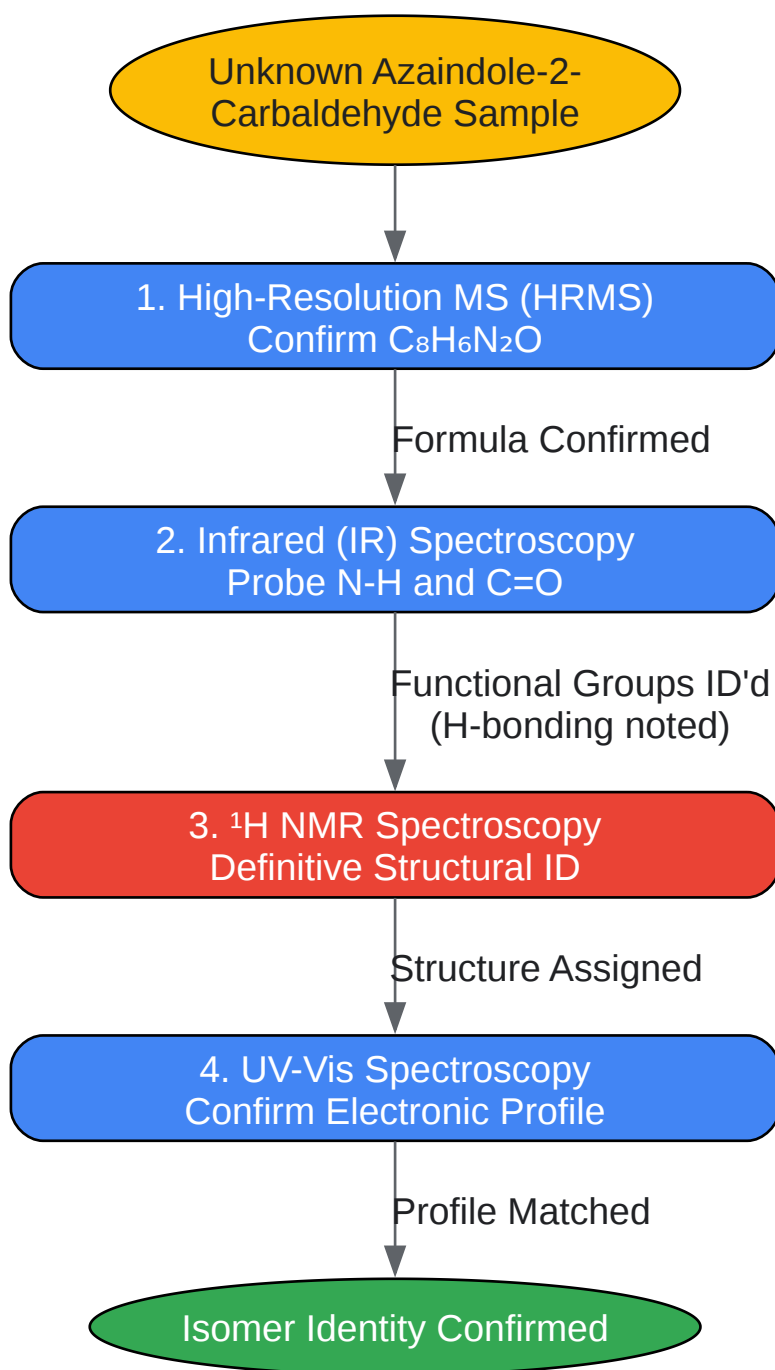 Unknown Azaindole-2-
Carbaldehyde Sample
1. High-Resolution MS (HRMS)
Confirm C₈H₆N₂O
Formula Confirmed
2. Infrared (IR) Spectroscopy
Probe N-H and C=O
Functional Groups ID'd
(H-bonding noted)
3. ¹H NMR Spectroscopy
Definitive Structural ID
Structure Assigned
4. UV-Vis Spectroscopy
Confirm Electronic Profile
Profile Matched
Isomer Identity Confirmed